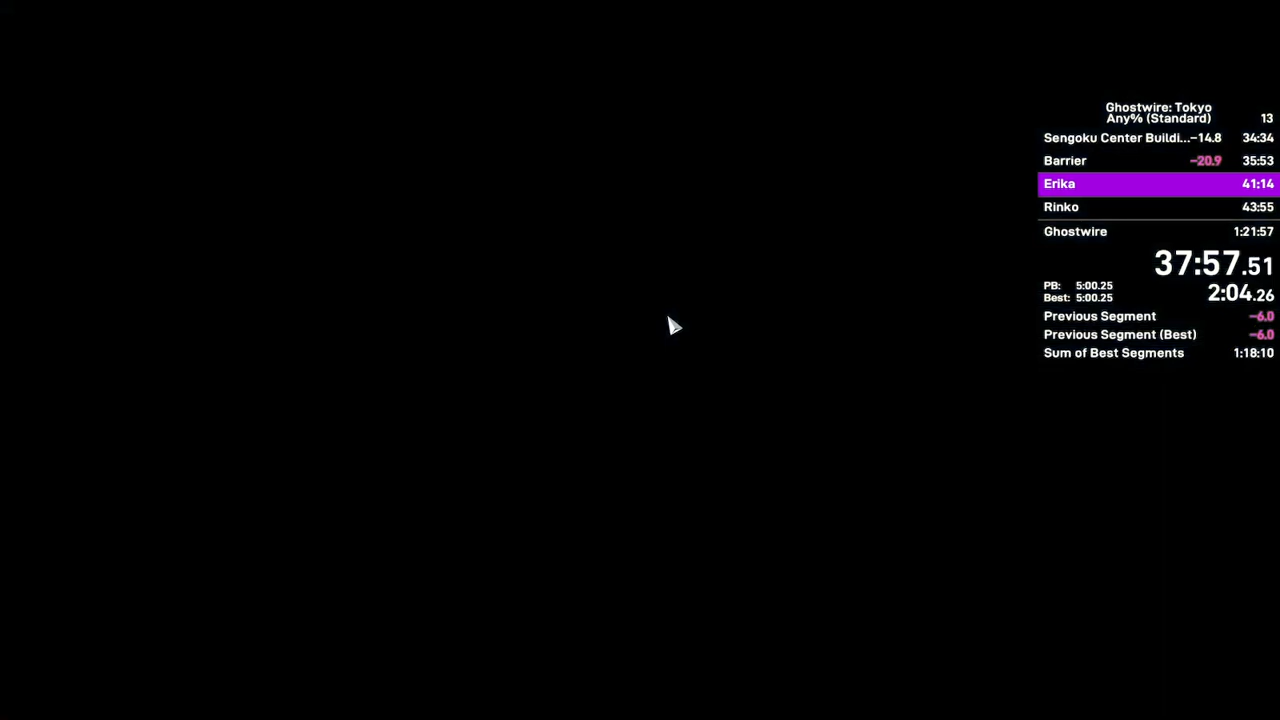 Ghostwire: Tokyo
Any% (Standard) 13
Sengoku Center Buildi... -14.8 34:34
Barrier -20.9 35:53
Erika 41:14
Rinko 43:55
Ghostwire 1:21:57
37:57.51
PB: 5:00.25
Best: 5:00.25
2:04.26
Previous Segment -6.0
Previous Segment (Best) -6.0
Sum of Best Segments 1:18:10